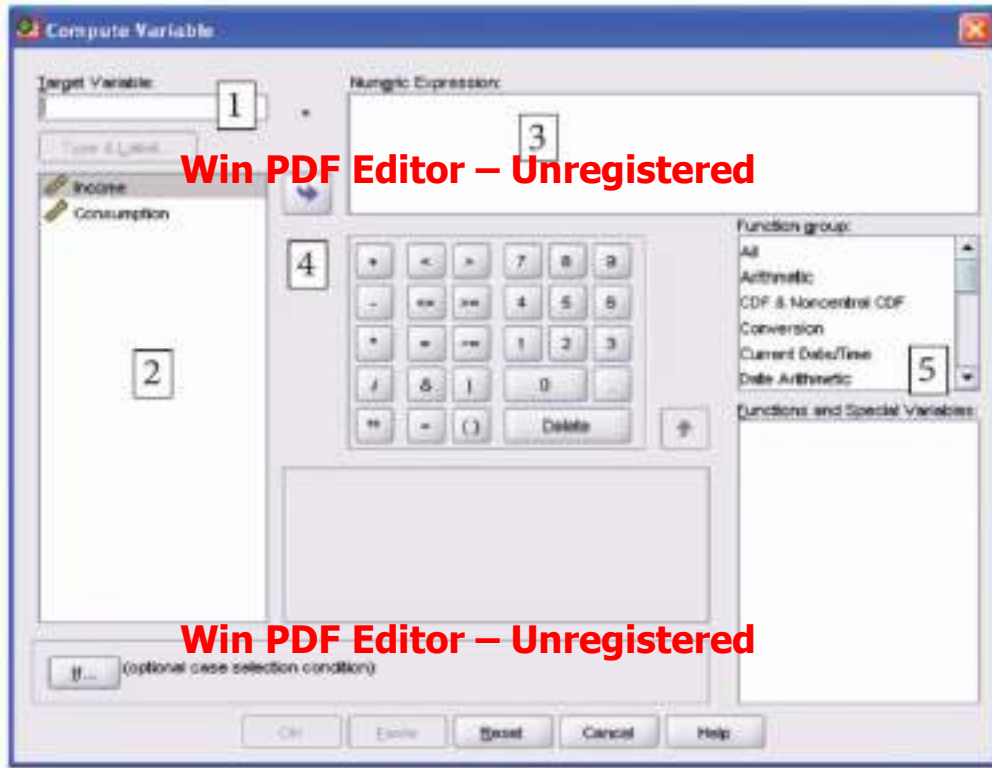 Compute Variable
Target Variable:
1
=
Numeric Expression:
3
Type & Label...
Win PDF Editor – Unregistered
Income
Consumption
2
4
+ < > 7 8 9
- <= >= 4 5 6
* = ~= 1 2 3
/ & | 0 .
** ~ ( ) Delete
Function group:
All
Arithmetic
CDF & Noncentral CDF
Conversion
Current Date/Time
Date Arithmetic
5
Functions and Special Variables:
Win PDF Editor – Unregistered
If... (optional case selection condition)
OK Paste Reset Cancel Help